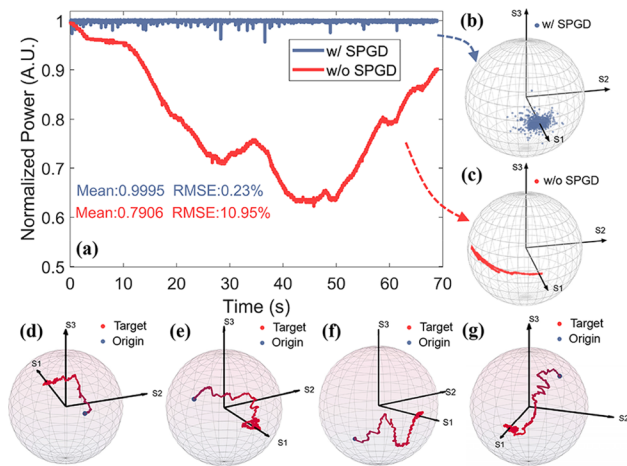 (a)
Normalized Power (A.U.)
1
0.9
0.8
0.7
0.6
0.5
w/ SPGD
w/o SPGD
Mean:0.9995 RMSE:0.23%
Mean:0.7906 RMSE:10.95%
0 10 20 30 40 50 60 70
Time (s)
(b)
S3
w/ SPGD
S2
S1
(c)
S3
w/o SPGD
S2
S1
(d)
Target
Origin
S3
S1
S2
(e)
Target
Origin
S3
S2
S1
(f)
Target
Origin
S3
S2
S1
(g)
Target
Origin
S3
S2
S1